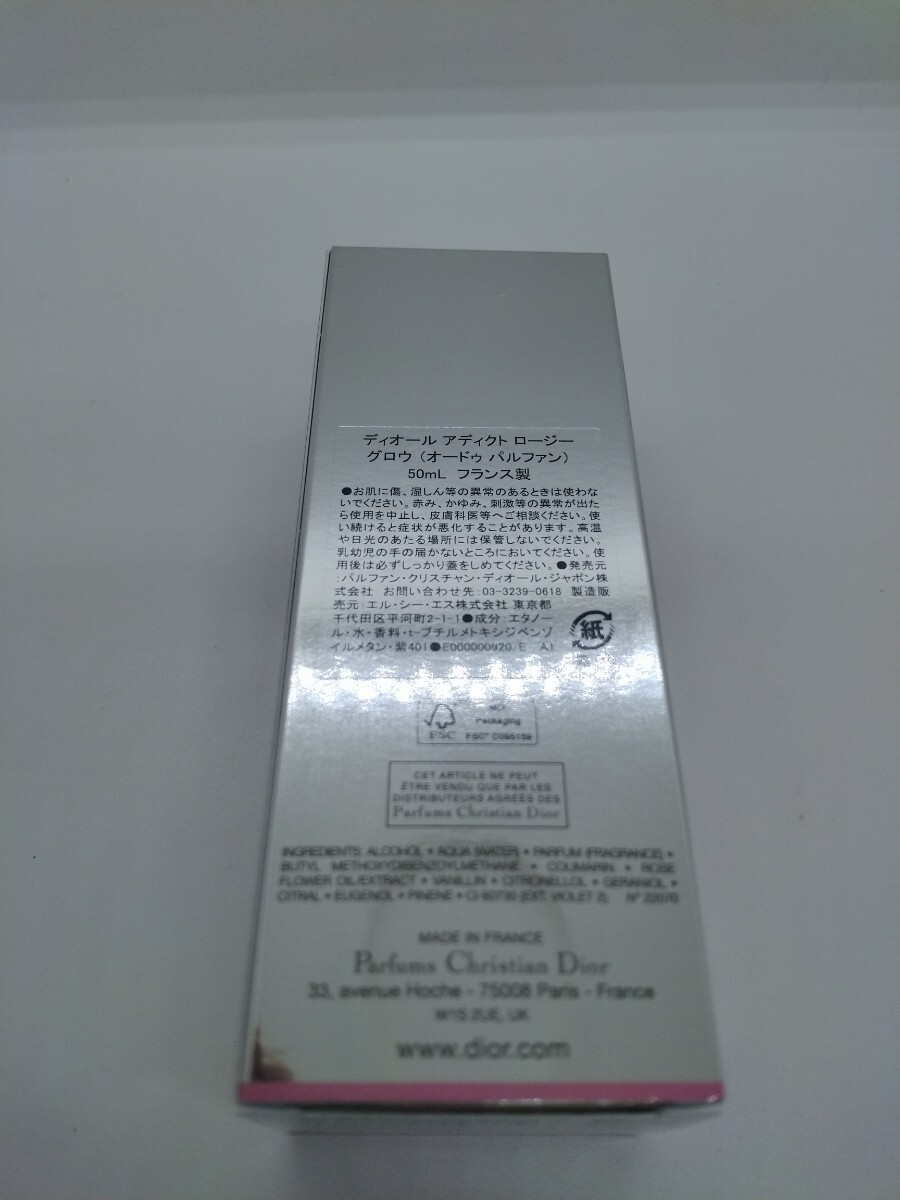 ディオール アディクト ロージー
グロウ (オードゥ パルファン)
50mL フランス製
●お肌に傷、湿しん等の異常のあるときは使わな
いでください。赤み、かゆみ、刺激等の異常が出た
ら使用を中止し、皮膚科医等へご相談ください。使
い続けると症状が悪化することがあります。高温
や日光のあたる場所には保管しないでください。
乳幼児の手の届かないところにおいてください。使
用後は必ずしっかり蓋をしめてください。●発売元
:パルファン・クリスチャン・ディオール・ジャポン株
式会社 お問い合わせ先:03-3239-0618 製造販
売元:エル・シー・エス株式会社 東京都
千代田区平河町2-1-1●成分:エタノー
ル・水・香料・t-ブチルメトキシジベンゾ
イルメタン・紫401●E000000920/E A1
紙
FSC
Packaging
FSC® C095159
CET ARTICLE NE PEUT
ÊTRE VENDU QUE PAR LES
DISTRIBUTEURS AGRÉÉS DES
Parfums Christian Dior
INGREDIENTS: ALCOHOL • AQUA (WATER) • PARFUM (FRAGRANCE) •
BUTYL METHOXYDIBENZOYLMETHANE • COUMARIN • ROSE
FLOWER OIL/EXTRACT • VANILLIN • CITRONELLOL • GERANIOL •
CITRAL • EUGENOL • PINENE • CI 60730 (EXT. VIOLET 2). N° 22070
MADE IN FRANCE
Parfums Christian Dior
33, avenue Hoche - 75008 Paris - France
W1S 2UE, UK
www.dior.com